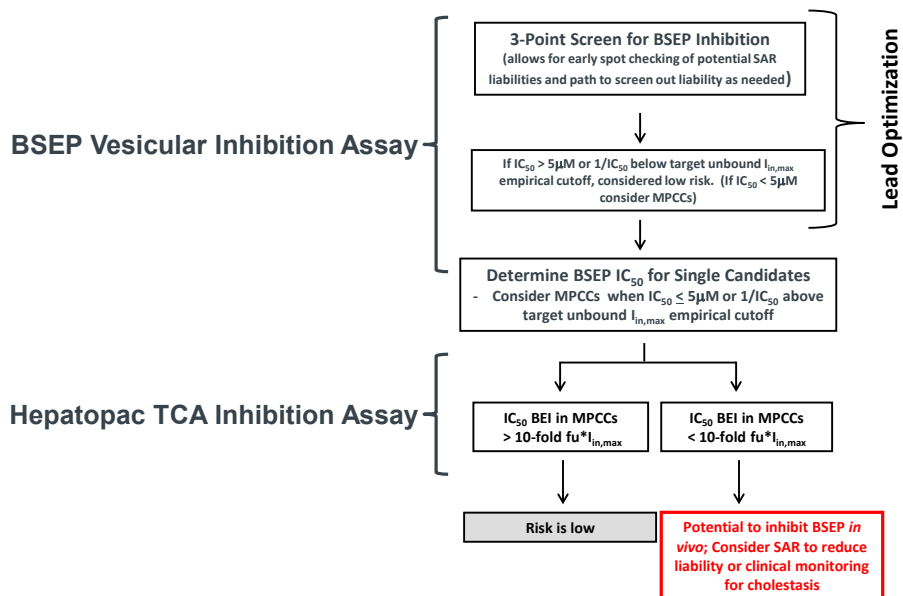 3-Point Screen for BSEP Inhibition
(allows for early spot checking of potential SAR
liabilities and path to screen out liability as needed)
Lead Optimization
BSEP Vesicular Inhibition Assay
If IC50 > 5μM or 1/IC50 below target unbound Iin,max
empirical cutoff, considered low risk. (If IC50 < 5μM
consider MPCCs)
Determine BSEP IC50 for Single Candidates
- Consider MPCCs when IC50 ≤ 5μM or 1/IC50 above
target unbound Iin,max empirical cutoff
Hepatopac TCA Inhibition Assay
IC50 BEI in MPCCs
> 10-fold fu*Iin,max
IC50 BEI in MPCCs
< 10-fold fu*Iin,max
Risk is low
Potential to inhibit BSEP in
vivo; Consider SAR to reduce
liability or clinical monitoring
for cholestasis